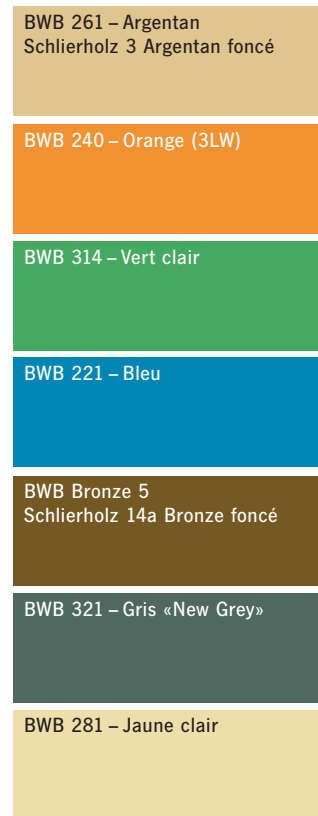 BWB 261 – Argentan
Schlierholz 3 Argentan foncé
BWB 240 – Orange (3LW)
BWB 314 – Vert clair
BWB 221 – Bleu
BWB Bronze 5
Schlierholz 14a Bronze foncé
BWB 321 – Gris «New Grey»
BWB 281 – Jaune clair